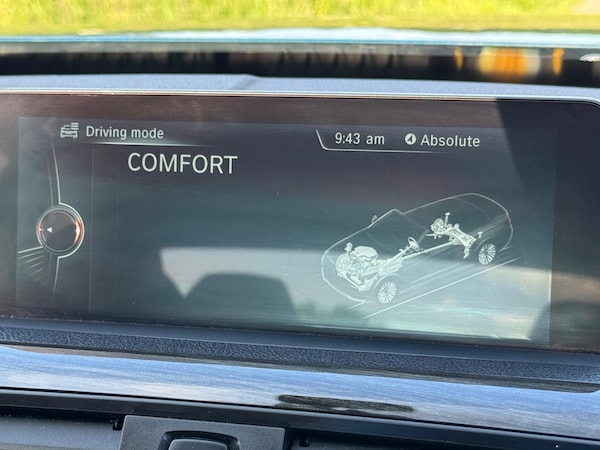 Driving mode
9:43 am
Absolute
COMFORT